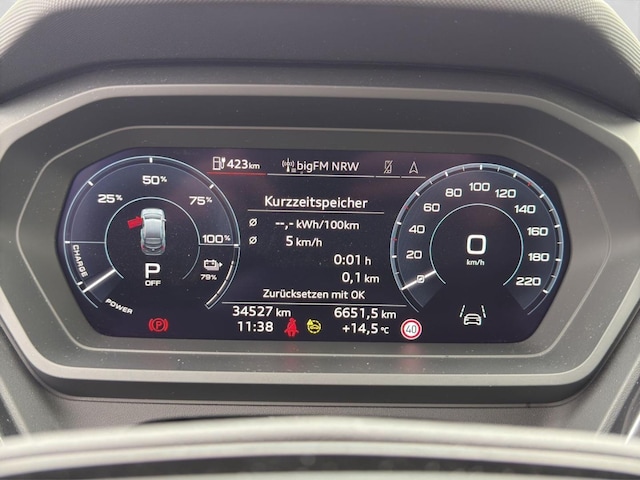 423km
bigFM NRW
Kurzzeitspeicher
ø --,- kWh/100km
ø 5 km/h
0:01 h
0,1 km
Zurücksetzen mit OK
34527 km
6651,5 km
11:38
+14,5 °C
40
25%
50%
75%
100%
CHARGE
P
OFF
79%
POWER
(P)
0
20
40
60
80
100
120
140
160
180
200
220
0
km/h